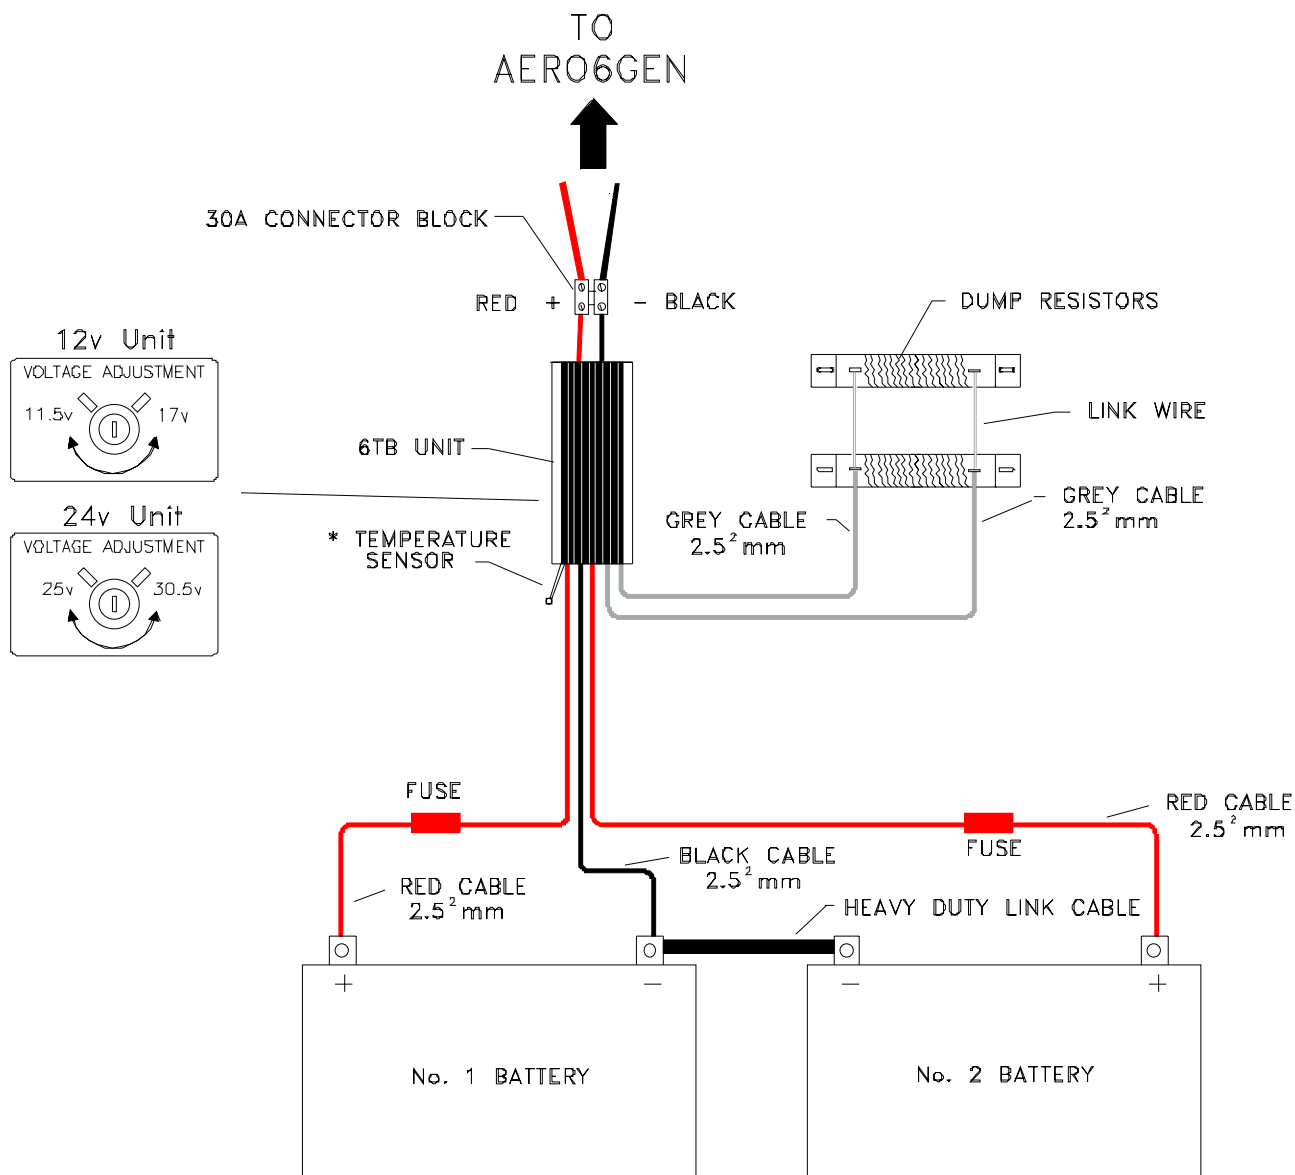 TO
AERO6GEN
30A CONNECTOR BLOCK
RED + - BLACK
DUMP RESISTORS
12v Unit
VOLTAGE ADJUSTMENT
11.5v 17v
LINK WIRE
6TB UNIT
GREY CABLE
2.5² mm
24v Unit
VOLTAGE ADJUSTMENT
25v 30.5v
GREY CABLE
2.5² mm
* TEMPERATURE
SENSOR
FUSE
RED CABLE
2.5² mm
FUSE
BLACK CABLE
2.5² mm
RED CABLE
2.5² mm
HEAVY DUTY LINK CABLE
+ - - +
No. 1 BATTERY
No. 2 BATTERY